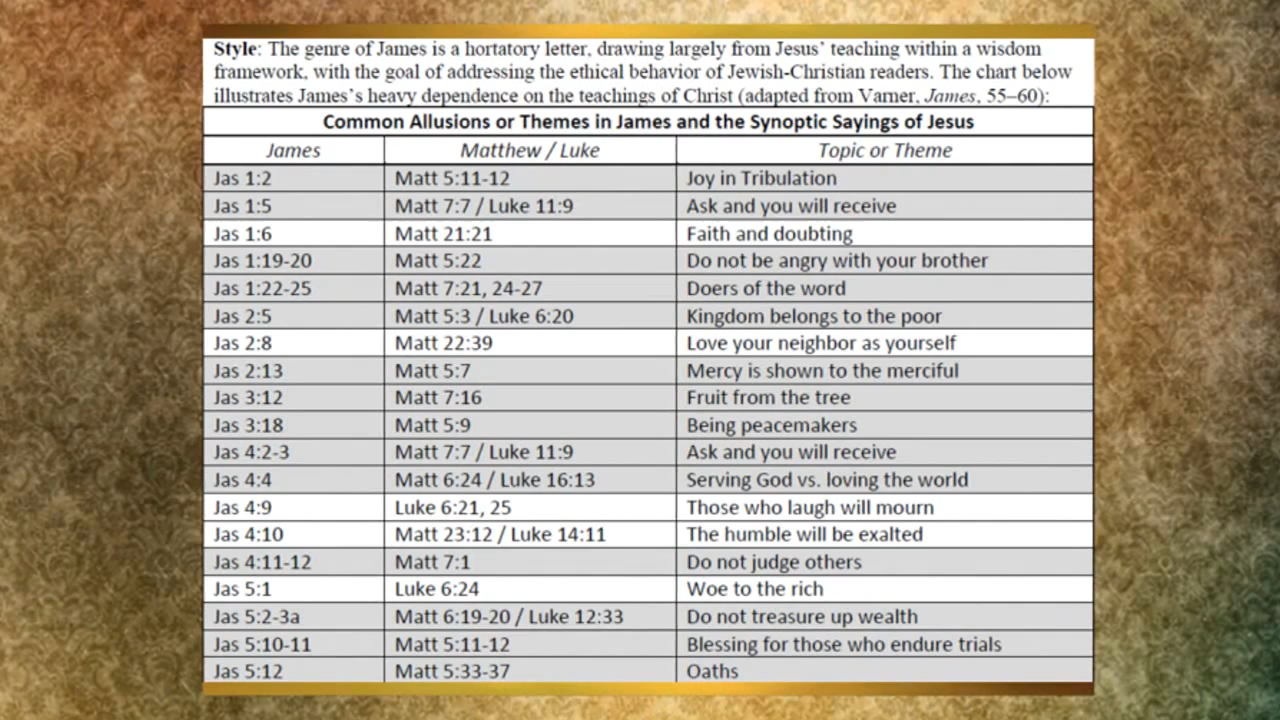 Style: The genre of James is a hortatory letter, drawing largely from Jesus’ teaching within a wisdom
framework, with the goal of addressing the ethical behavior of Jewish-Christian readers. The chart below
illustrates James’s heavy dependence on the teachings of Christ (adapted from Varner, James, 55–60):
Common Allusions or Themes in James and the Synoptic Sayings of Jesus
James Matthew / Luke Topic or Theme
Jas 1:2 Matt 5:11-12 Joy in Tribulation
Jas 1:5 Matt 7:7 / Luke 11:9 Ask and you will receive
Jas 1:6 Matt 21:21 Faith and doubting
Jas 1:19-20 Matt 5:22 Do not be angry with your brother
Jas 1:22-25 Matt 7:21, 24-27 Doers of the word
Jas 2:5 Matt 5:3 / Luke 6:20 Kingdom belongs to the poor
Jas 2:8 Matt 22:39 Love your neighbor as yourself
Jas 2:13 Matt 5:7 Mercy is shown to the merciful
Jas 3:12 Matt 7:16 Fruit from the tree
Jas 3:18 Matt 5:9 Being peacemakers
Jas 4:2-3 Matt 7:7 / Luke 11:9 Ask and you will receive
Jas 4:4 Matt 6:24 / Luke 16:13 Serving God vs. loving the world
Jas 4:9 Luke 6:21, 25 Those who laugh will mourn
Jas 4:10 Matt 23:12 / Luke 14:11 The humble will be exalted
Jas 4:11-12 Matt 7:1 Do not judge others
Jas 5:1 Luke 6:24 Woe to the rich
Jas 5:2-3a Matt 6:19-20 / Luke 12:33 Do not treasure up wealth
Jas 5:10-11 Matt 5:11-12 Blessing for those who endure trials
Jas 5:12 Matt 5:33-37 Oaths